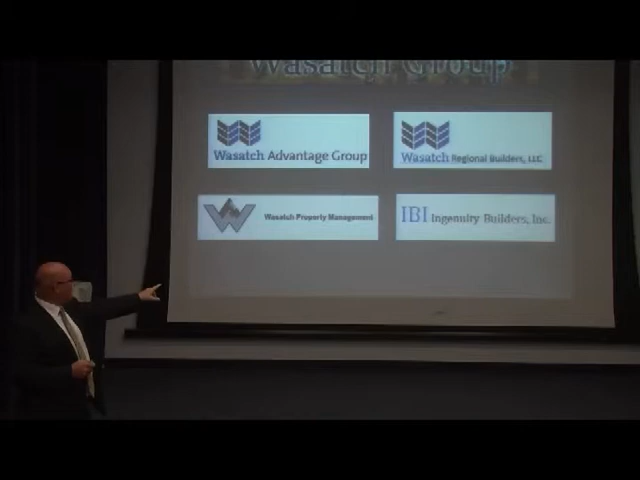 Wasatch Group
Wasatch Advantage Group
Wasatch Regional Builders, LLC
Wasatch Property Management
IBI Ingenuity Builders, Inc.